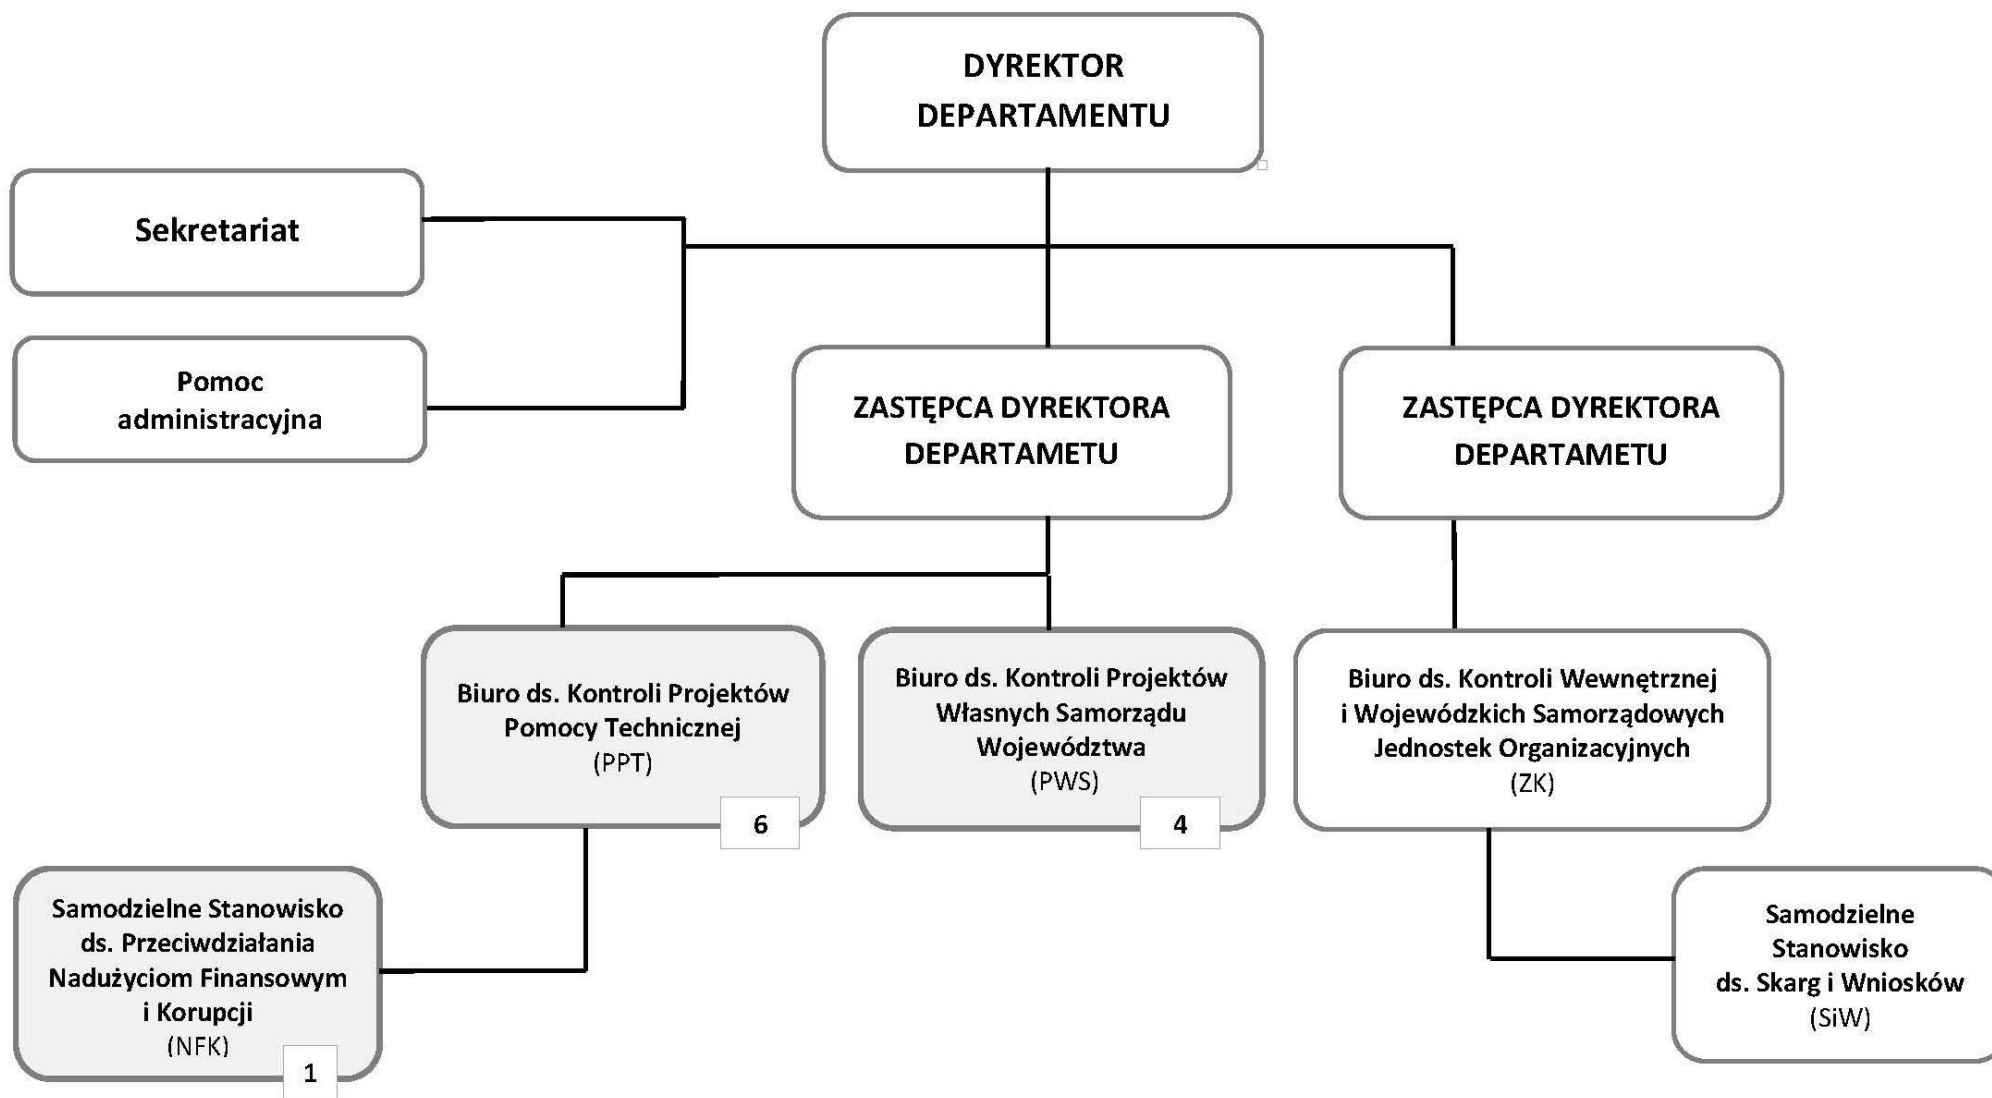 DYREKTOR
DEPARTAMENTU
Sekretariat
Pomoc
administracyjna
ZASTĘPCA DYREKTORA
DEPARTAMETU
ZASTĘPCA DYREKTORA
DEPARTAMETU
Biuro ds. Kontroli Projektów
Pomocy Technicznej
(PPT)
6
Biuro ds. Kontroli Projektów
Własnych Samorządu
Województwa
(PWS)
4
Biuro ds. Kontroli Wewnętrznej
i Wojewódzkich Samorządowych
Jednostek Organizacyjnych
(ZK)
Samodzielne Stanowisko
ds. Przeciwdziałania
Nadużyciom Finansowym
i Korupcji
(NFK)
1
Samodzielne
Stanowisko
ds. Skarg i Wniosków
(SiW)